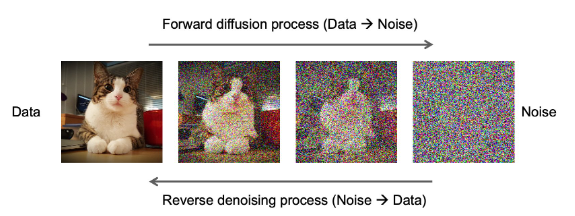 Forward diffusion process (Data → Noise)
Data
Noise
Reverse denoising process (Noise → Data)